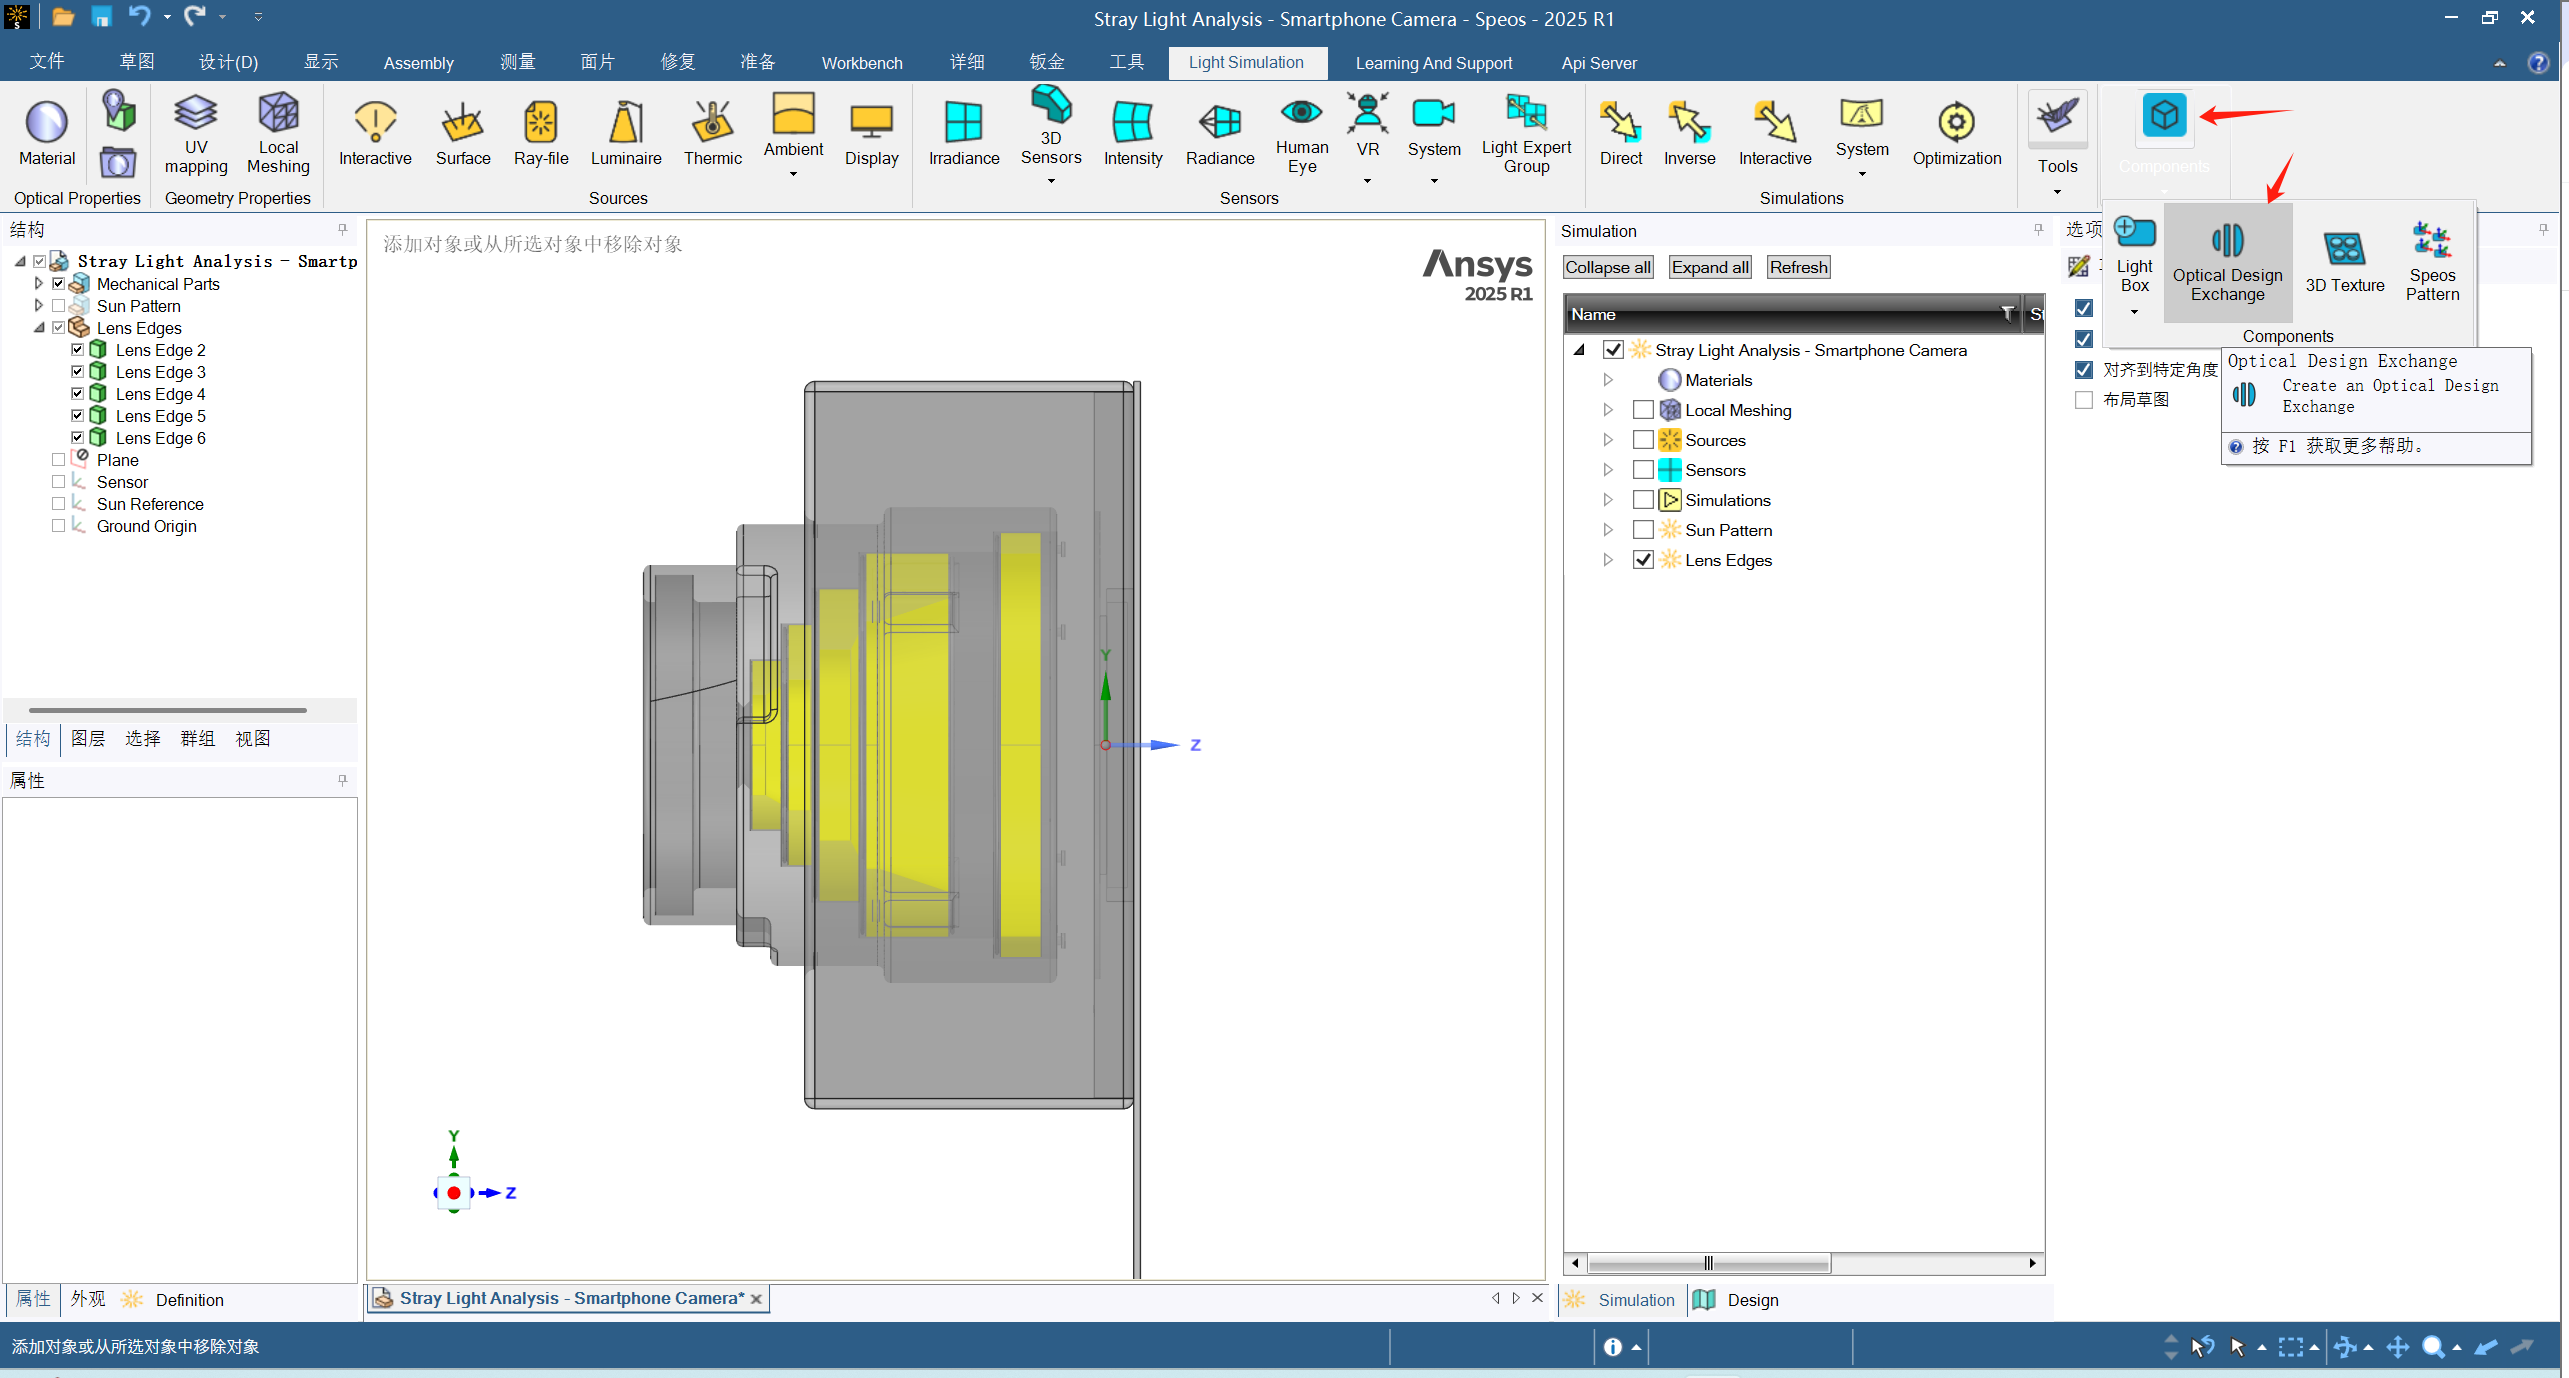 Stray Light Analysis - Smartphone Camera - Speos - 2025 R1
文件 草图 设计(D) 显示 Assembly 测量 面片 修复 准备 Workbench 详细 钣金 工具 Light Simulation Learning And Support Api Server
Material
UV mapping
Local Meshing
Interactive
Surface
Ray-file
Luminaire
Thermic
Ambient
Display
Irradiance
3D Sensors
Intensity
Radiance
Human Eye
VR
System
Light Expert Group
Direct
Inverse
Interactive
System
Optimization
Tools
Components
Optical Properties
Geometry Properties
Sources
Sensors
Simulations
结构
Stray Light Analysis - Smartp
Mechanical Parts
Sun Pattern
Lens Edges
Lens Edge 2
Lens Edge 3
Lens Edge 4
Lens Edge 5
Lens Edge 6
Plane
Sensor
Sun Reference
Ground Origin
结构 图层 选择 群组 视图
属性
属性 外观 Definition
添加对象或从所选对象中移除对象
Ansys
2025 R1
Y
Z
Y
Z
Stray Light Analysis - Smartphone Camera*
Simulation
Collapse all Expand all Refresh
Name St
Stray Light Analysis - Smartphone Camera
Materials
Local Meshing
Sources
Sensors
Simulations
Sun Pattern
Lens Edges
Simulation Design
选项
Light Box
Optical Design Exchange
3D Texture
Speos Pattern
Components
对齐到特定角度
布局草图
Optical Design Exchange
Create an Optical Design
Exchange
按 F1 获取更多帮助。
添加对象或从所选对象中移除对象